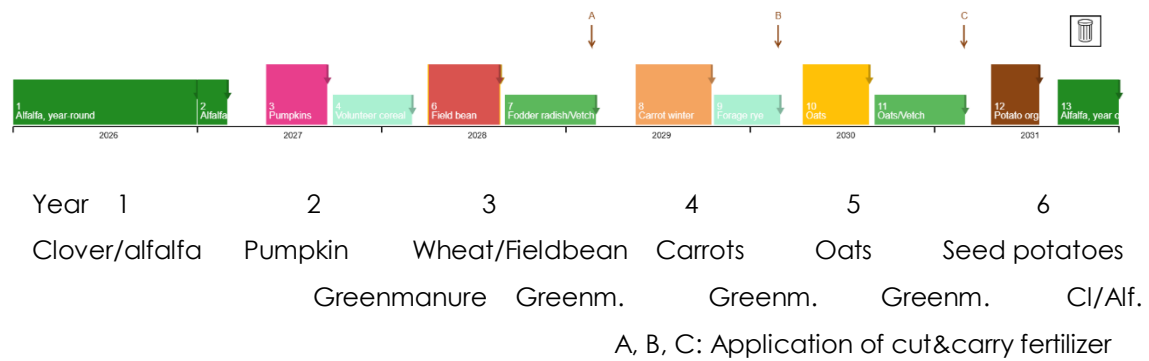 A B C
1 2 3 4 6 7 8 9 10 11 12 13
Alfalfa, year-round Alfalfa Pumpkins Volunteer cereal Field bean Fodder radish/Vetch Carrot winter Forage rye Oats Oats/Vetch Potato org Alfalfa, year
2026 2027 2028 2029 2030 2031
Year 1 2 3 4 5 6
Clover/alfalfa Pumpkin Wheat/Fieldbean Carrots Oats Seed potatoes
Greenmanure Greenm. Greenm. Greenm. Cl/Alf.
A, B, C: Application of cut&carry fertilizer